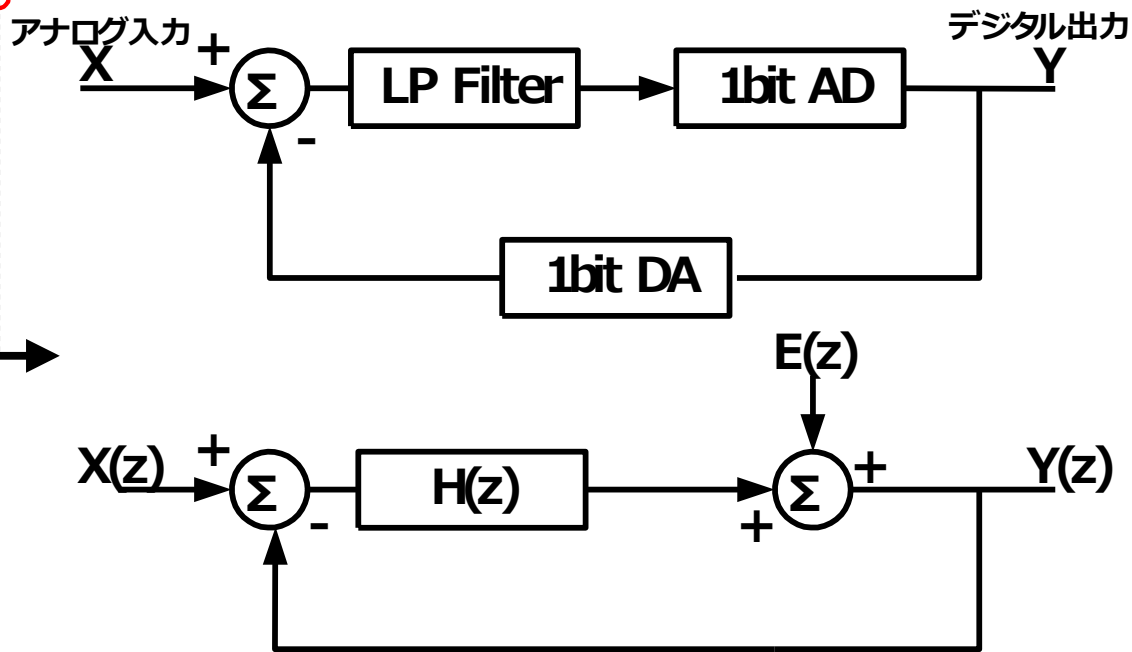 アナログ入力
デジタル出力
X
+
Σ
-
LP Filter
1bit AD
Y
1bit DA
E(z)
X(z)
+
Σ
-
H(z)
+
Σ
+
Y(z)